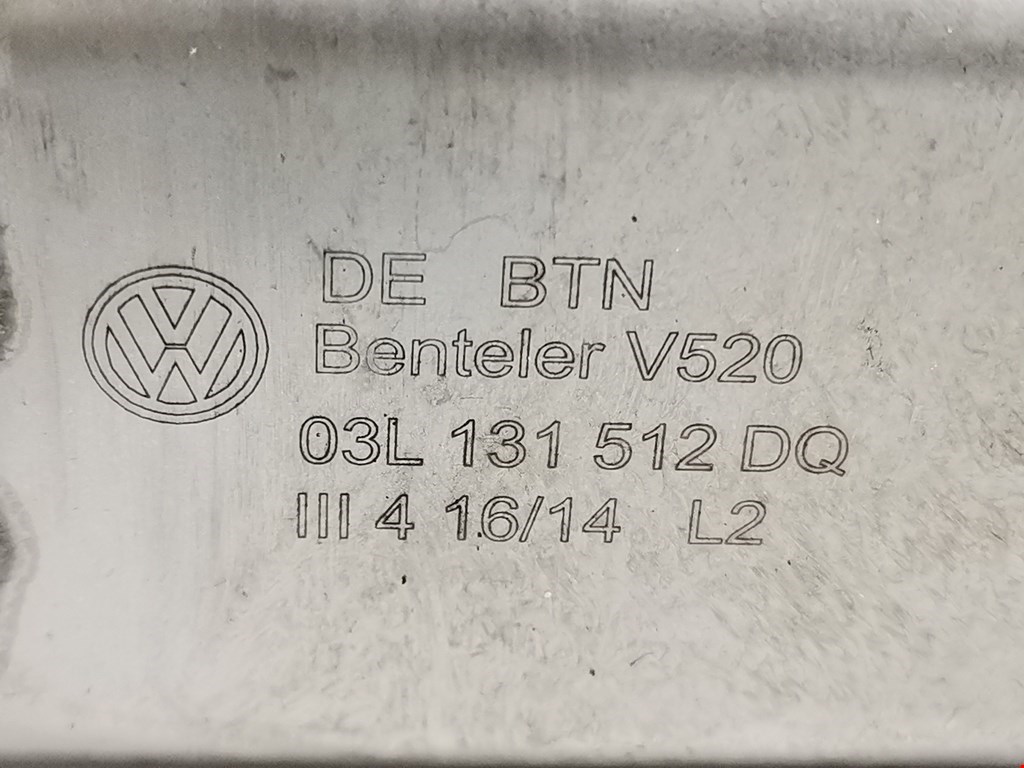 DE BTN
Benteler V520
03L 131 512 DQ
III 4 16/14 L2